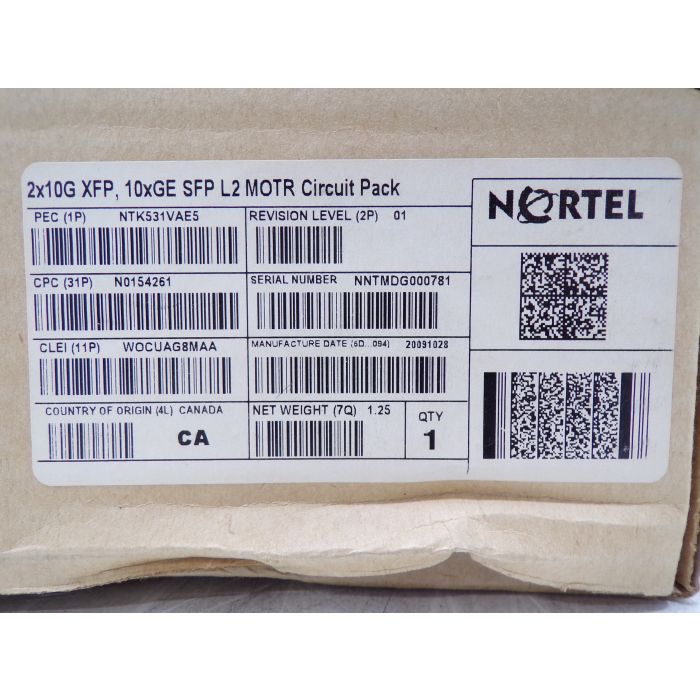 2x10G XFP, 10xGE SFP L2 MOTR Circuit Pack
NORTEL
PEC (1P) NTK531VAE5
REVISION LEVEL (2P) 01
CPC (31P) N0154261
SERIAL NUMBER NNTMDG000781
CLEI (11P) WOCUAG8MAA
MANUFACTURE DATE (6D...094) 20091028
COUNTRY OF ORIGIN (4L) CANADA
CA
NET WEIGHT (7Q) 1.25
QTY
1